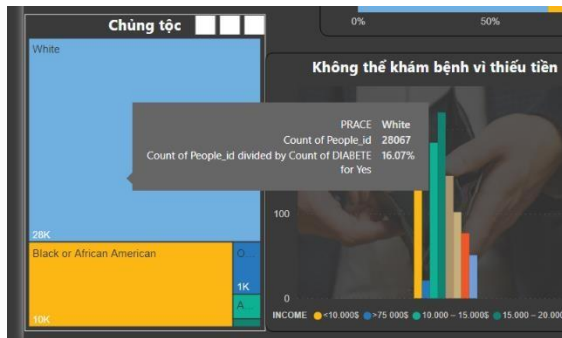 Chủng tộc
White
28K
Black or African American
10K
O...
1K
A...
0%
50%
Không thể khám bệnh vì thiếu tiền
PRACE White
Count of People_id 28067
Count of People_id divided by Count of DIABETE 16.07%
for Yes
100
0
INCOME <10.000$ >75 000$ 10.000 – 15.000$ 15.000 – 20.000